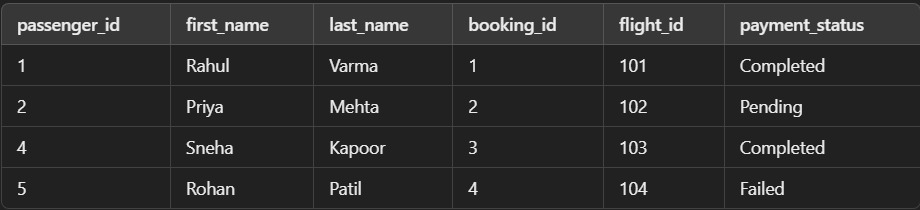 passenger_id first_name last_name booking_id flight_id payment_status
1 Rahul Varma 1 101 Completed
2 Priya Mehta 2 102 Pending
4 Sneha Kapoor 3 103 Completed
5 Rohan Patil 4 104 Failed